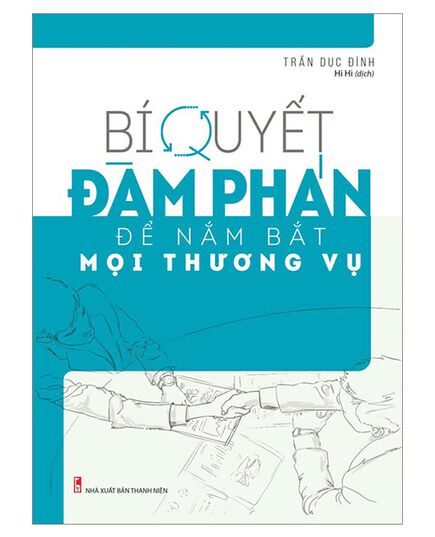 TRẦN DỤC ĐÌNH
Hi Hi (dịch)
BÍ QUYẾT
ĐÀM PHÁN
ĐỂ NẮM BẮT
MỌI THƯƠNG VỤ
NHÀ XUẤT BẢN THANH NIÊN